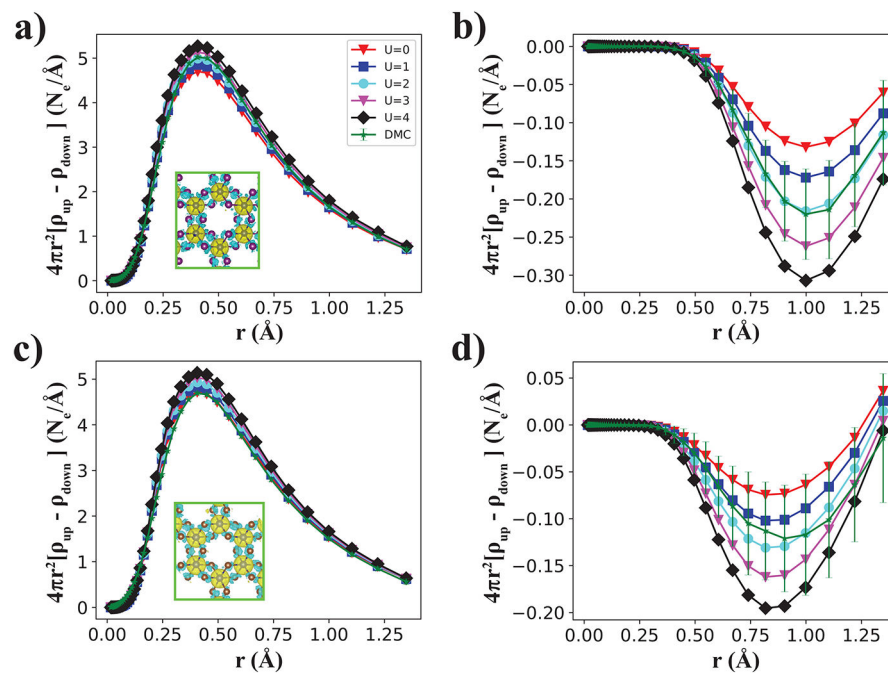 a)
4πr²[ρup - ρdown ] (Ne/Å)
5
4
3
2
1
0
U=0
U=1
U=2
U=3
U=4
DMC
0.00 0.25 0.50 0.75 1.00 1.25
r (Å)
b)
4πr²[ρup - ρdown ] (Ne/Å)
0.00
−0.05
−0.10
−0.15
−0.20
−0.25
−0.30
0.00 0.25 0.50 0.75 1.00 1.25
r (Å)
c)
4πr²[ρup - ρdown ] (Ne/Å)
5
4
3
2
1
0
0.00 0.25 0.50 0.75 1.00 1.25
r (Å)
d)
4πr²[ρup - ρdown ] (Ne/Å)
0.05
0.00
−0.05
−0.10
−0.15
−0.20
0.00 0.25 0.50 0.75 1.00 1.25
r (Å)